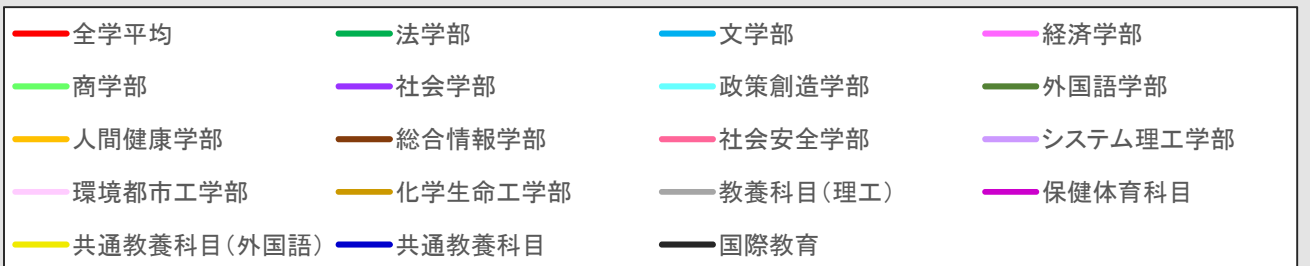 全学平均 法学部 文学部 経済学部
商学部 社会学部 政策創造学部 外国語学部
人間健康学部 総合情報学部 社会安全学部 システム理工学部
環境都市工学部 化学生命工学部 教養科目(理工) 保健体育科目
共通教養科目(外国語) 共通教養科目 国際教育